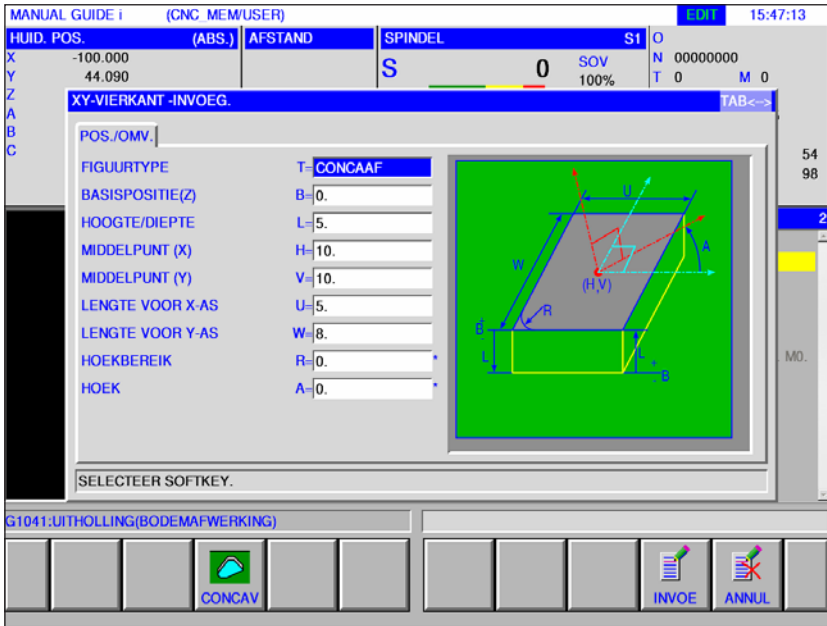 MANUAL GUIDE i (CNC_MEM/USER) EDIT 15:47:13
HUID. POS. (ABS.) AFSTAND SPINDEL S1 O
X -100.000 S 0 SOV N 00000000
Y 44.090 100% T 0 M 0
Z XY-VIERKANT -INVOEG. TAB<-->
A
B POS./OMV.
C 54
98
FIGUURTYPE T= CONCAAF
BASISPOSITIE(Z) B= 0.
HOOGTE/DIEPTE L= 5.
MIDDELPUNT (X) H= 10.
MIDDELPUNT (Y) V= 10.
LENGTE VOOR X-AS U= 5.
LENGTE VOOR Y-AS W= 8.
HOEKBEREIK R= 0. *
HOEK A= 0. *
U
W A
(H,V)
R
+
B
-
L L
+
- B
2
M0.
SELECTEER SOFTKEY.
G1041:UITHOLLING(BODEMAFWERKING)
CONCAV INVOE ANNUL